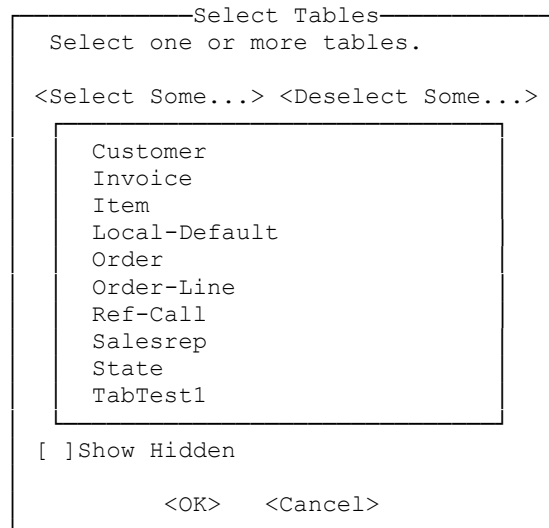 Select Tables
Select one or more tables.
<Select Some...> <Deselect Some...>
Customer
Invoice
Item
Local-Default
Order
Order-Line
Ref-Call
Salesrep
State
TabTest1
[ ]Show Hidden
<OK> <Cancel>